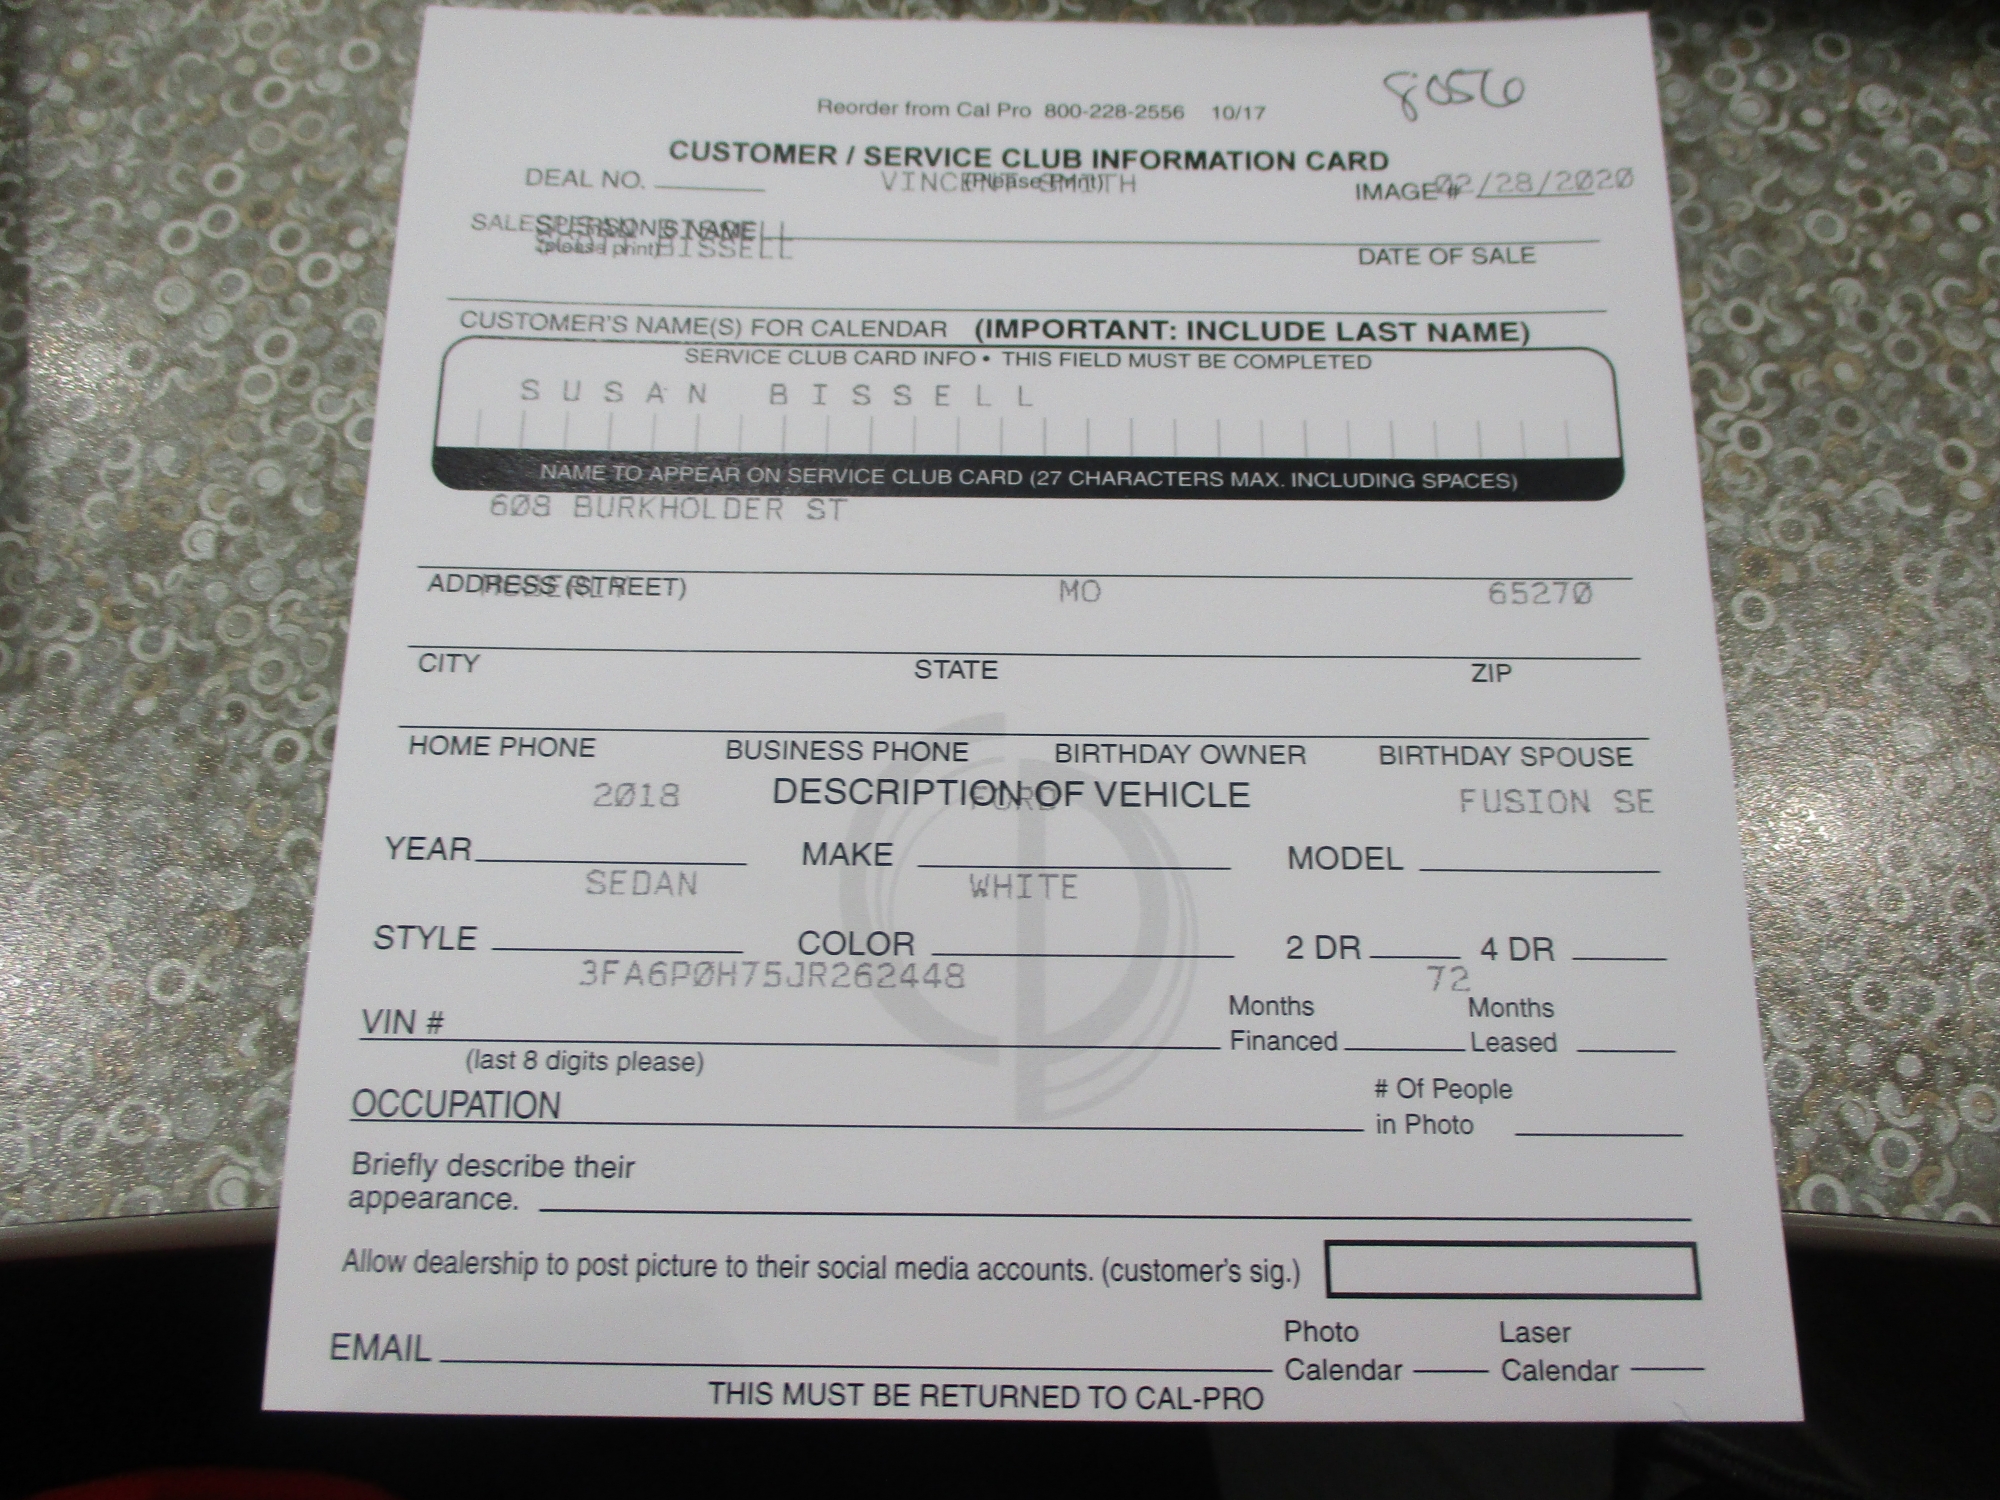 8056
Reorder from Cal Pro 800-228-2556 10/17
CUSTOMER / SERVICE CLUB INFORMATION CARD
(Please Print)
DEAL NO. VINCENT SMITH IMAGE # 02/28/2020
SALESPERSON'S NAME
(please print) BISSELL
DATE OF SALE
CUSTOMER'S NAME(S) FOR CALENDAR (IMPORTANT: INCLUDE LAST NAME)
SERVICE CLUB CARD INFO • THIS FIELD MUST BE COMPLETED
SUSAN BISSELL
NAME TO APPEAR ON SERVICE CLUB CARD (27 CHARACTERS MAX. INCLUDING SPACES)
608 BURKHOLDER ST
ADDRESS (STREET) MO 65270
CITY STATE ZIP
HOME PHONE BUSINESS PHONE BIRTHDAY OWNER BIRTHDAY SPOUSE
DESCRIPTION OF VEHICLE
2018 FORD FUSION SE
YEAR MAKE MODEL
SEDAN WHITE
STYLE COLOR 2 DR 4 DR
3FA6P0H75JR262448 72
VIN # Months Financed Months Leased
(last 8 digits please)
OCCUPATION # Of People in Photo
Briefly describe their
appearance.
Allow dealership to post picture to their social media accounts. (customer's sig.)
EMAIL Photo Calendar Laser Calendar
THIS MUST BE RETURNED TO CAL-PRO